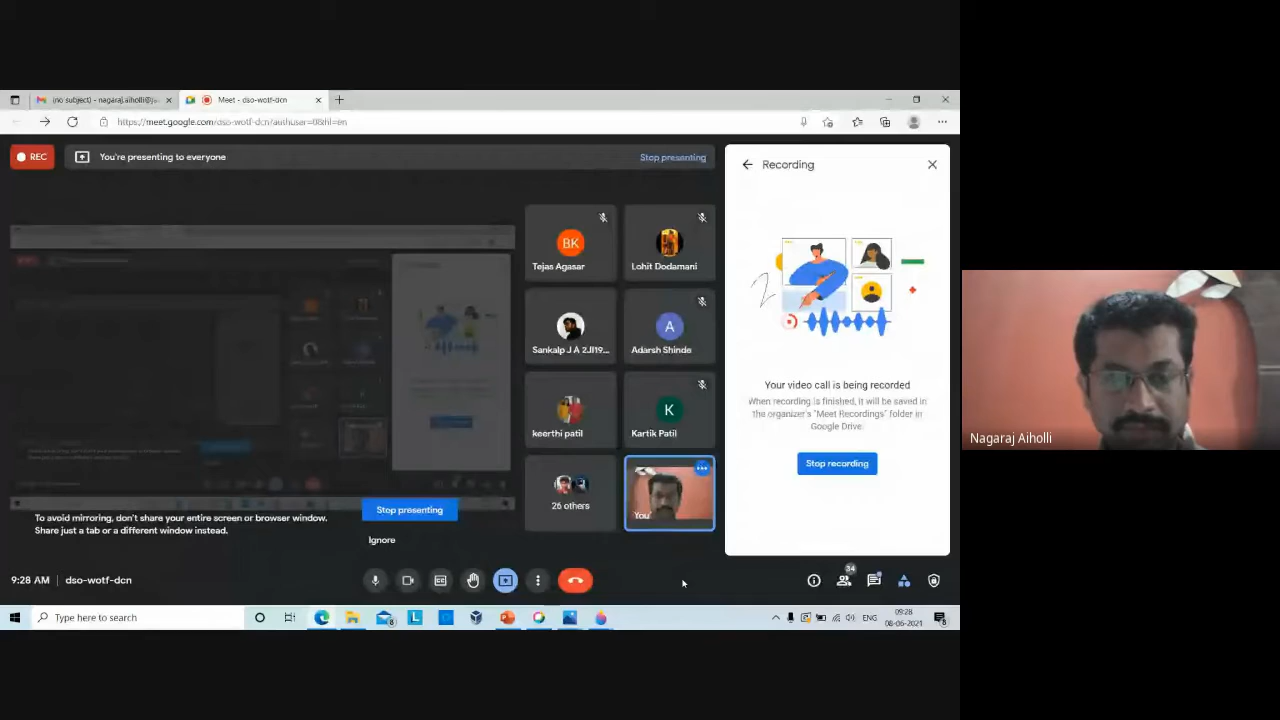 (no subject) - nagaraj.aiholli@
Meet - dso-wotf-dcn
https://meet.google.com/dso-wotf-dcn?authuser=0&hl=en
REC
You're presenting to everyone
Stop presenting
Recording
BK
Tejas Agasar
Lohit Dodamani
Sankalp J A 2JI19...
A
Adarsh Shinde
keerthi patil
K
Kartik Patil
26 others
You
Your video call is being recorded
When recording is finished, it will be saved in
the organizer's "Meet Recordings" folder in
Google Drive.
Stop recording
To avoid mirroring, don't share your entire screen or browser window.
Share just a tab or a different window instead.
Stop presenting
Ignore
9:28 AM | dso-wotf-dcn
34
Type here to search
ENG
09:28
08-06-2021
Nagaraj Aiholli